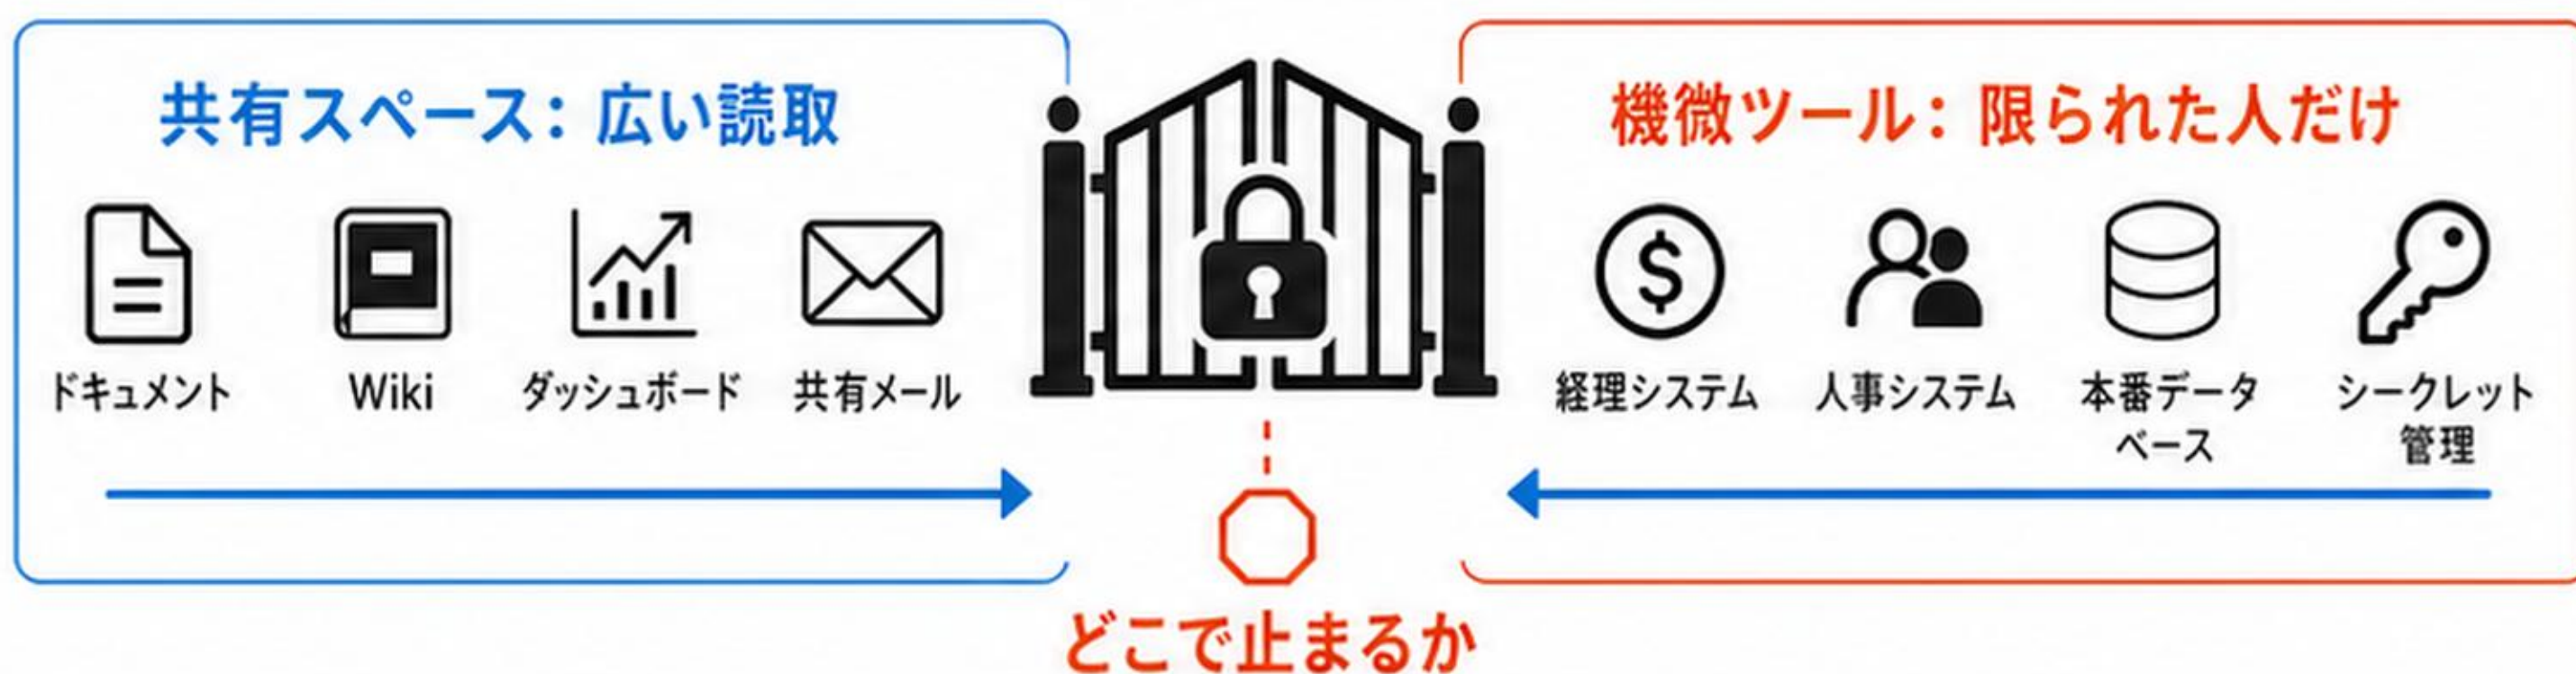 共有スペース：広い読取
機微ツール：限られた人だけ
ドキュメント
Wiki
ダッシュボード
共有メール
経理システム
人事システム
本番データ
ベース
シークレット
管理
どこで止まるか